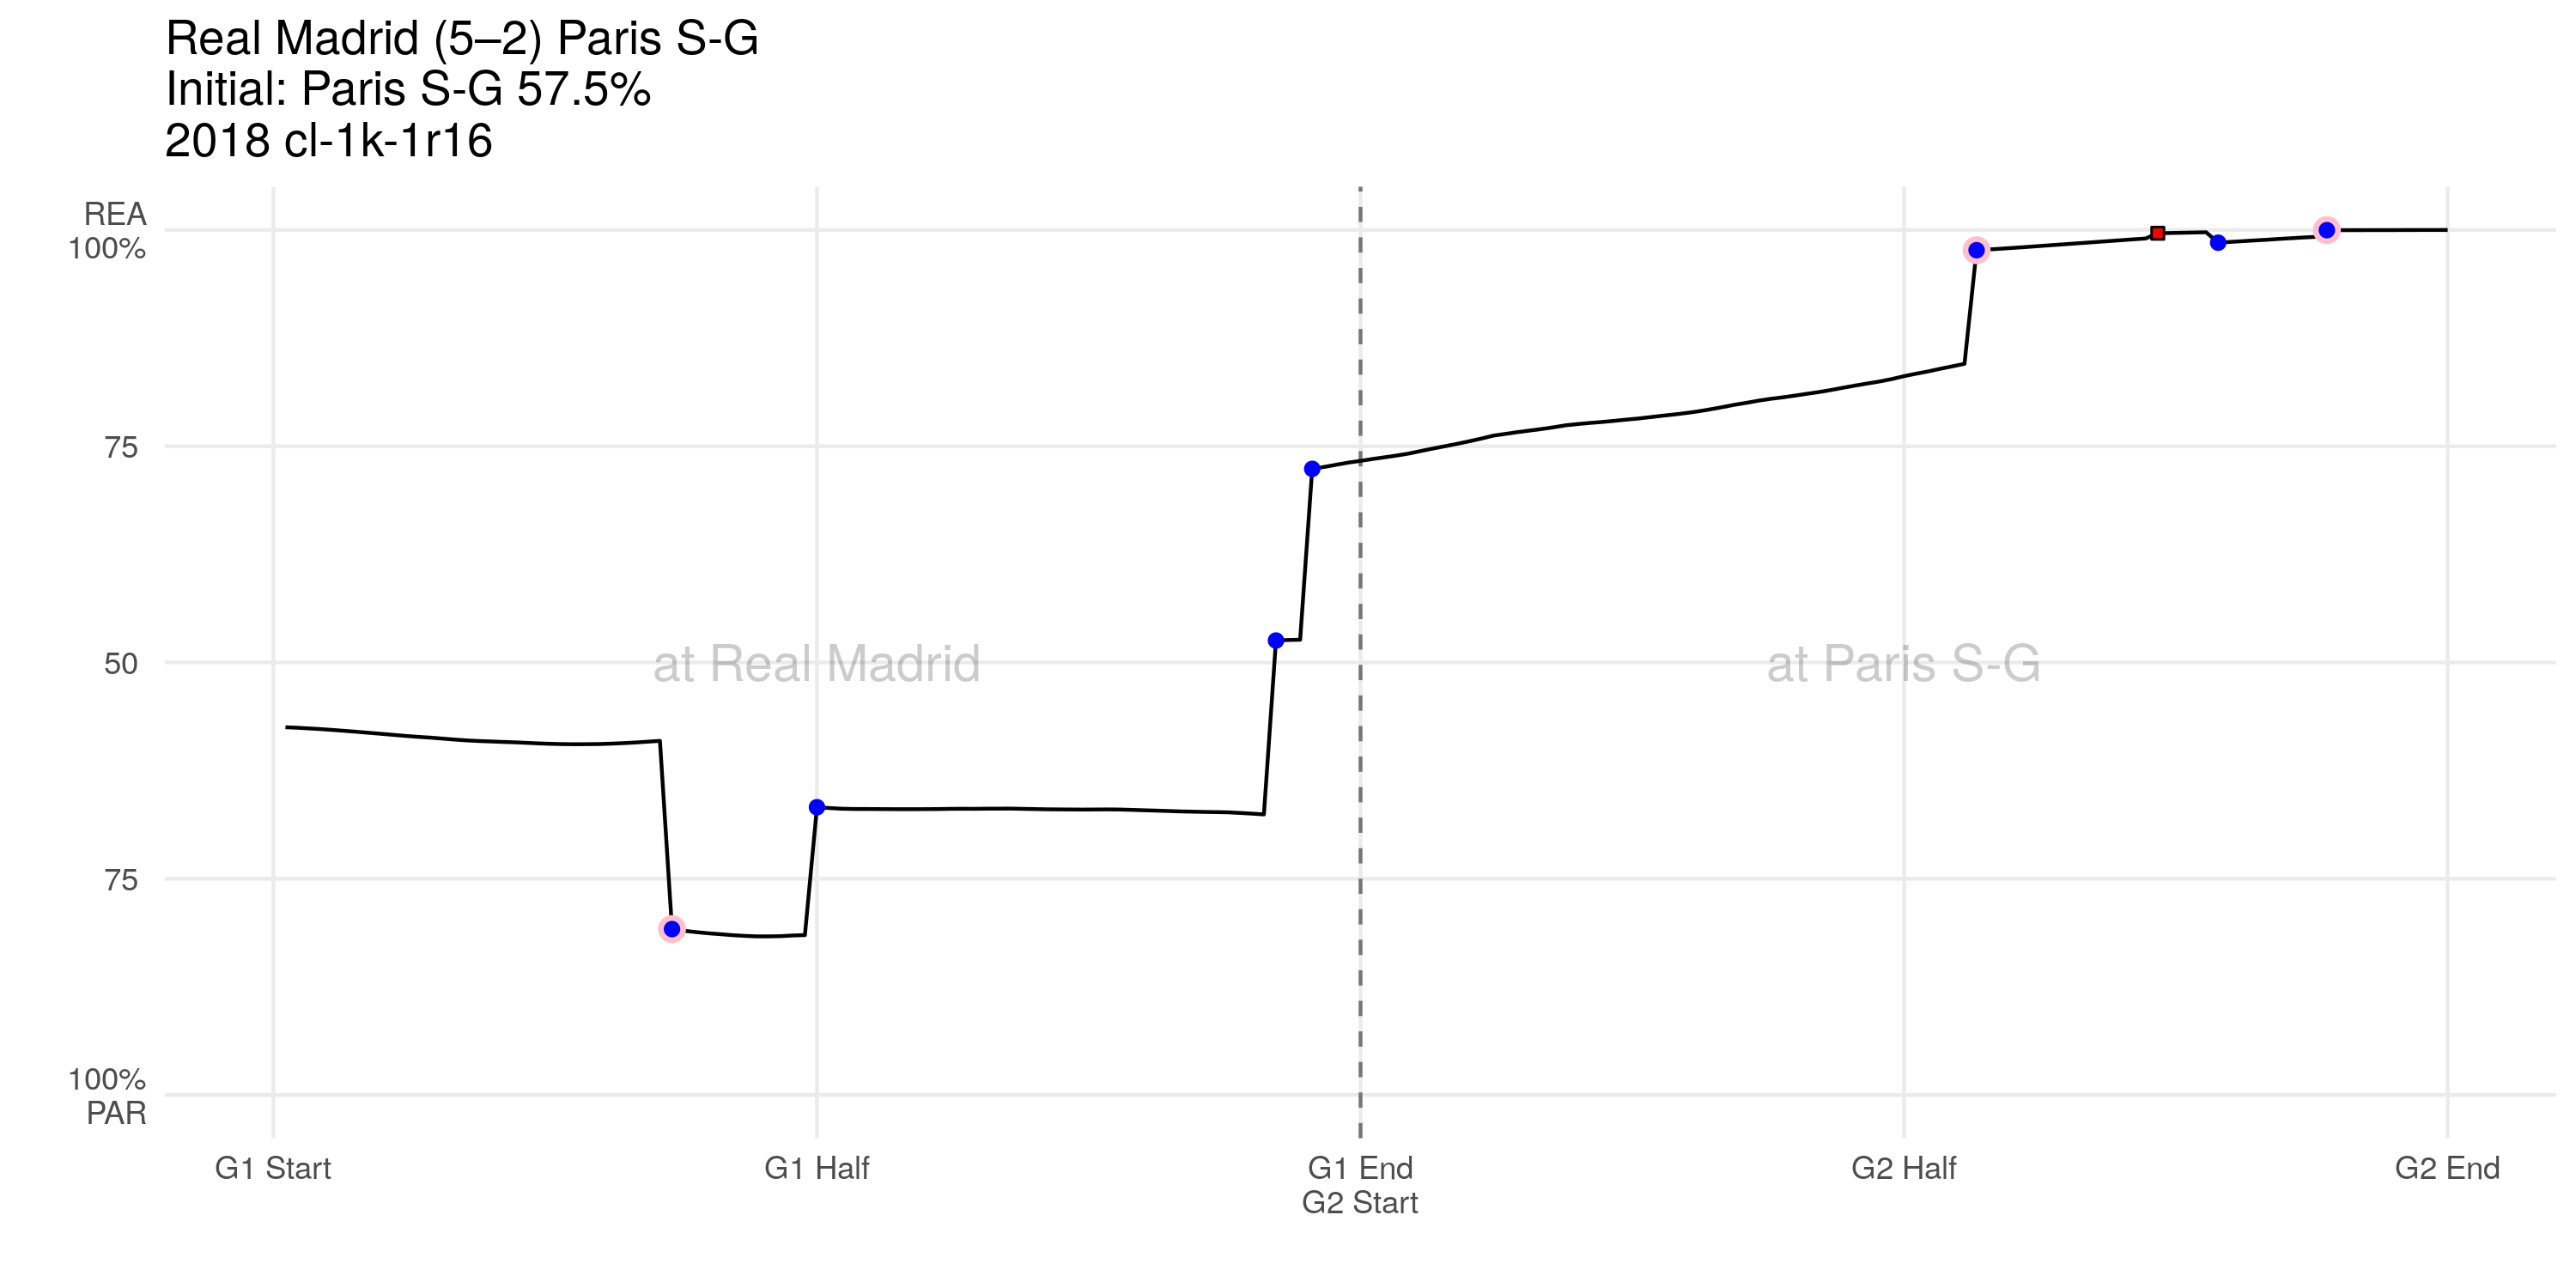 Real Madrid (5–2) Paris S-G
Initial: Paris S-G 57.5%
2018 cl-1k-1r16
REA
100%
75
50
75
100%
PAR
at Real Madrid
at Paris S-G
G1 Start
G1 Half
G1 End
G2 Start
G2 Half
G2 End